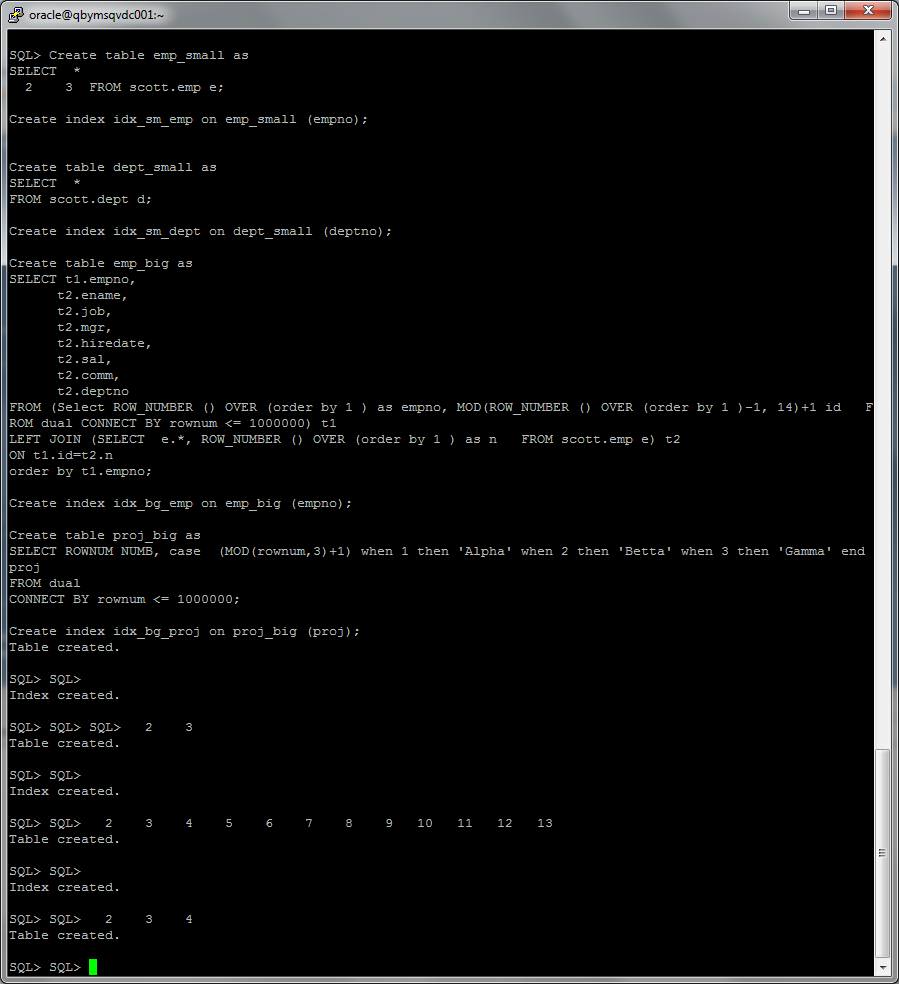 oracle@qbymsqvdc001:~
SQL> Create table emp_small as
SELECT  *
  2    3  FROM scott.emp e;
Create index idx_sm_emp on emp_small (empno);
Create table dept_small as
SELECT  *
FROM scott.dept d;
Create index idx_sm_dept on dept_small (deptno);
Create table emp_big as
SELECT t1.empno,
      t2.ename,
      t2.job,
      t2.mgr,
      t2.hiredate,
      t2.sal,
      t2.comm,
      t2.deptno
FROM (Select ROW_NUMBER () OVER (order by 1 ) as empno, MOD(ROW_NUMBER () OVER (order by 1 )-1, 14)+1 id   F
ROM dual CONNECT BY rownum <= 1000000) t1
LEFT JOIN (SELECT  e.*, ROW_NUMBER () OVER (order by 1 ) as n   FROM scott.emp e) t2
ON t1.id=t2.n
order by t1.empno;
Create index idx_bg_emp on emp_big (empno);
Create table proj_big as
SELECT ROWNUM NUMB, case  (MOD(rownum,3)+1) when 1 then 'Alpha' when 2 then 'Betta' when 3 then 'Gamma' end
proj
FROM dual
CONNECT BY rownum <= 1000000;
Create index idx_bg_proj on proj_big (proj);
Table created.
SQL> SQL>
Index created.
SQL> SQL> SQL>   2    3
Table created.
SQL> SQL>
Index created.
SQL> SQL>   2    3    4    5    6    7    8    9   10   11   12   13
Table created.
SQL> SQL>
Index created.
SQL> SQL>   2    3    4
Table created.
SQL> SQL>